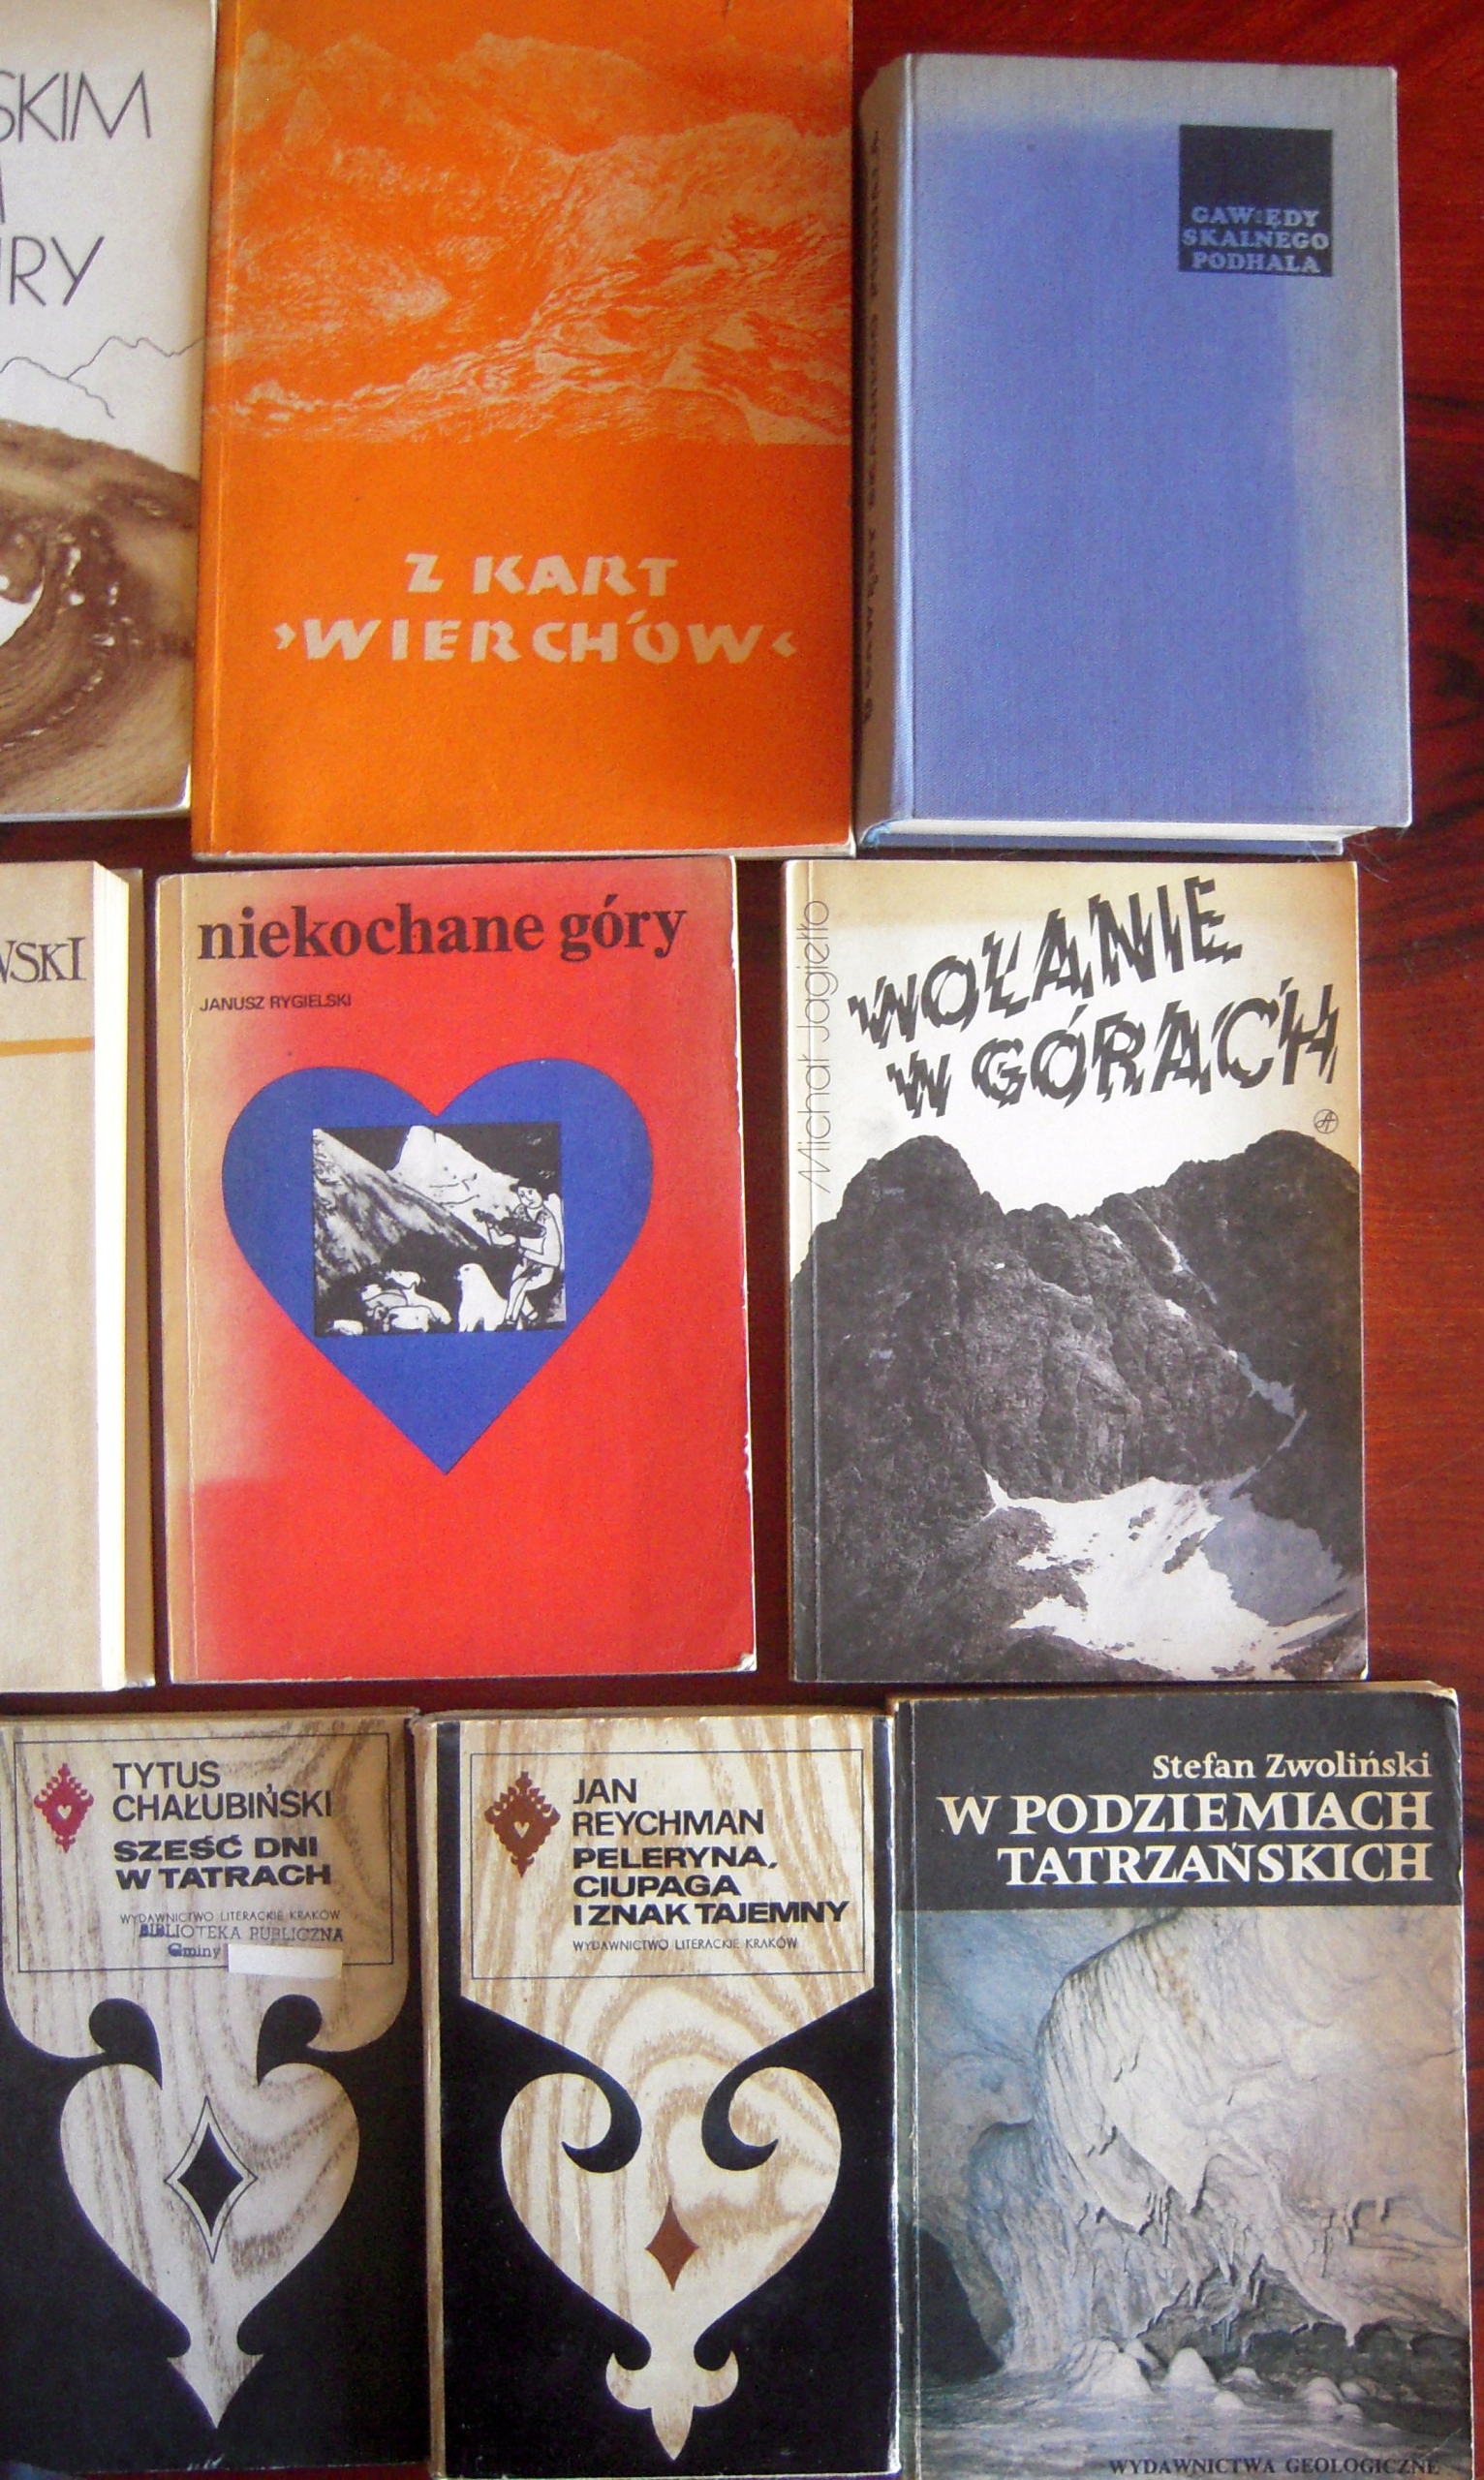 SKIM
RY
Z KART
›WIERCHÓW‹
GAWĘDY
SKALNEGO
PODHALA
WSKI
niekochane góry
JANUSZ RYGIELSKI
Michał Jagiełło
WOŁANIE
W GÓRACH
TYTUS
CHAŁUBIŃSKI
SZEŚĆ DNI
W TATRACH
WYDAWNICTWO LITERACKIE KRAKÓW
BIBLIOTEKA PUBLICZNA
Gminy
JAN
REYCHMAN
PELERYNA,
CIUPAGA
I ZNAK TAJEMNY
WYDAWNICTWO LITERACKIE KRAKÓW
Stefan Zwoliński
W PODZIEMIACH
TATRZAŃSKICH
WYDAWNICTWA GEOLOGICZNE